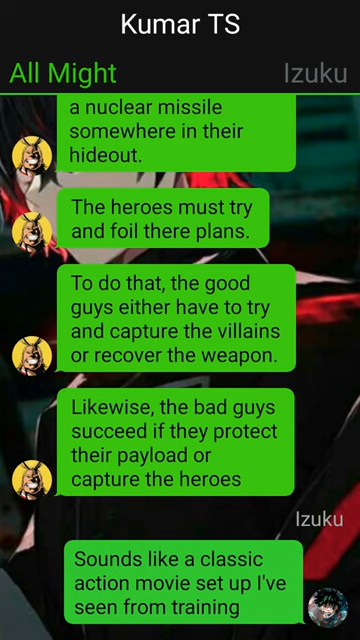 Kumar TS
All Might Izuku
a nuclear missile
somewhere in their
hideout.
The heroes must try
and foil there plans.
To do that, the good
guys either have to try
and capture the villains
or recover the weapon.
Likewise, the bad guys
succeed if they protect
their payload or
capture the heroes
Izuku
Sounds like a classic
action movie set up I've
seen from training